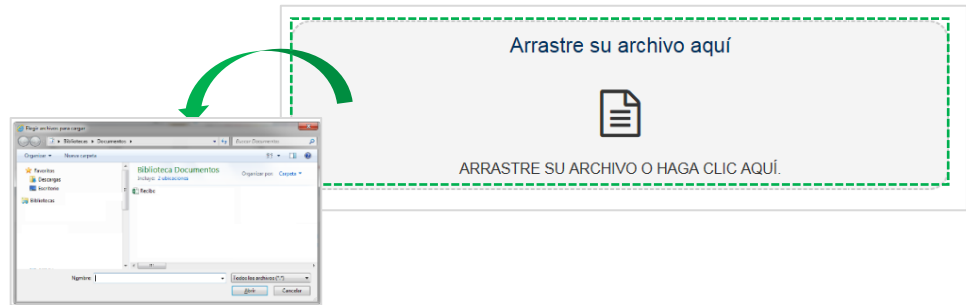 Arrastre su archivo aquí
ARRASTRE SU ARCHIVO O HAGA CLIC AQUÍ.
Elegir archivos para cargar
Bibliotecas Documentos
Buscar Documentos
Organizar Nueva carpeta
Favoritos
Descargas
Escritorio
Bibliotecas
Biblioteca Documentos
Incluye: 2 ubicaciones
Organizar por: Carpeta
Recibo
Nombre:
Todos los archivos (*.*)
Abrir Cancelar